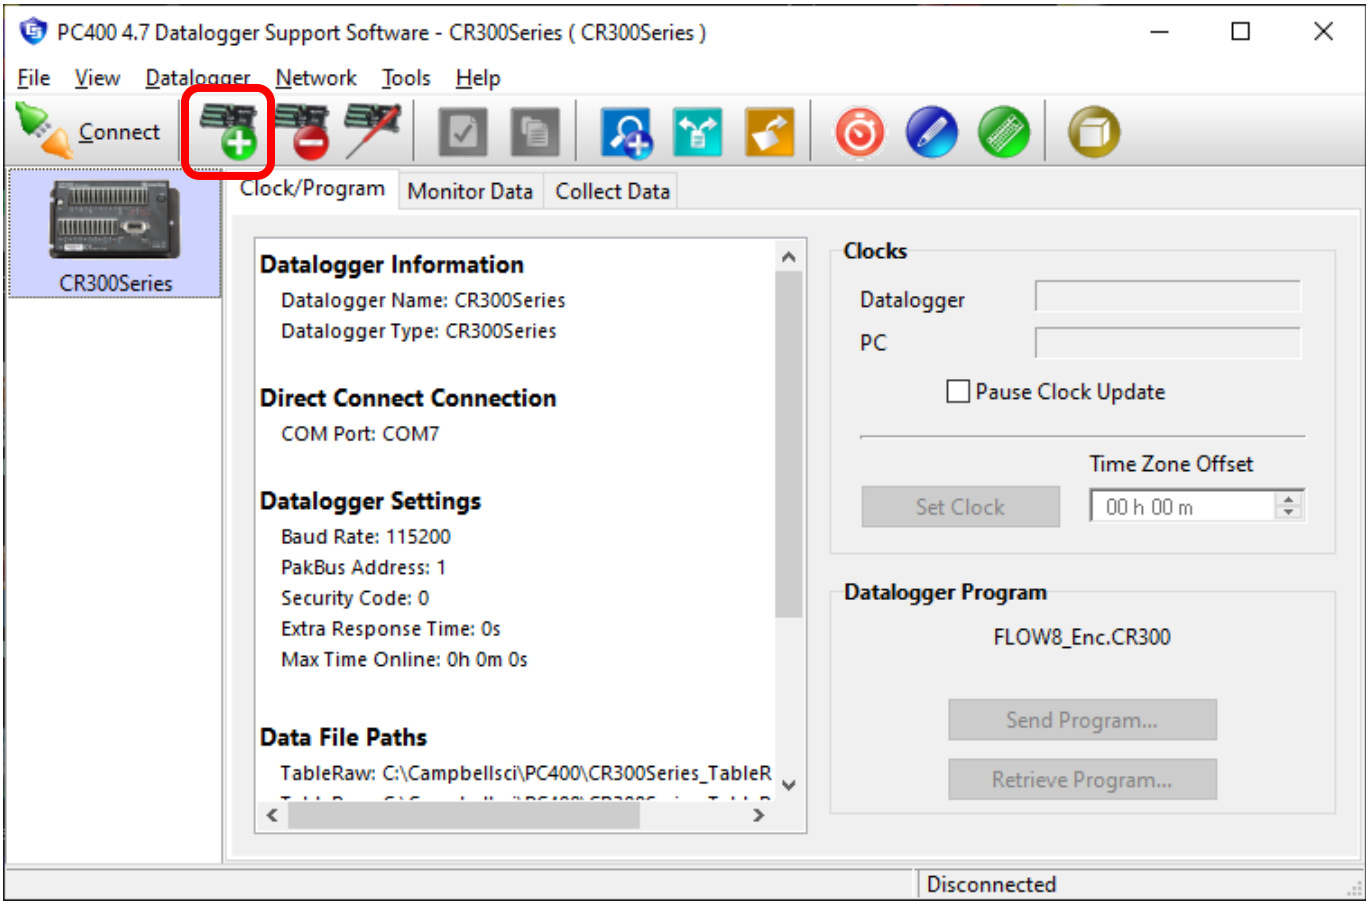 PC400 4.7 Datalogger Support Software - CR300Series ( CR300Series )
File View Datalogger Network Tools Help
Connect
CR300Series
Clock/Program Monitor Data Collect Data
Datalogger Information
Datalogger Name: CR300Series
Datalogger Type: CR300Series
Direct Connect Connection
COM Port: COM7
Datalogger Settings
Baud Rate: 115200
PakBus Address: 1
Security Code: 0
Extra Response Time: 0s
Max Time Online: 0h 0m 0s
Data File Paths
TableRaw: C:\Campbellsci\PC400\CR300Series_TableR
Clocks
Datalogger
PC
Pause Clock Update
Time Zone Offset
Set Clock
00 h 00 m
Datalogger Program
FLOW8_Enc.CR300
Send Program...
Retrieve Program...
Disconnected